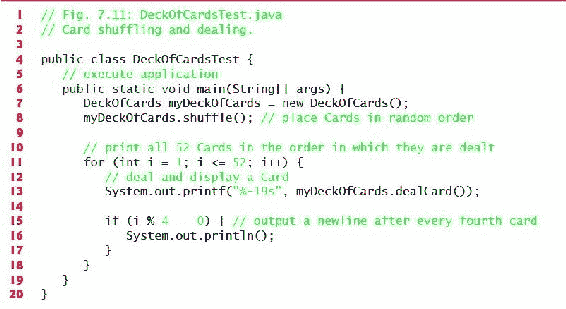 1 // Fig. 7.11: DeckOfCardsTest.java
2 // Card shuffling and dealing.
3
4 public class DeckOfCardsTest {
5 // execute application
6 public static void main(String[] args) {
7 DeckOfCards myDeckOfCards = new DeckOfCards();
8 myDeckOfCards.shuffle(); // place Cards in random order
9
10 // print all 52 Cards in the order in which they are dealt
11 for (int i = 1; i <= 52; i++) {
12 // deal and display a Card
13 System.out.printf("%-19s", myDeckOfCards.dealCard());
14
15 if (i % 4 == 0) { // output a newline after every fourth card
16 System.out.println();
17 }
18 }
19 }
20 }